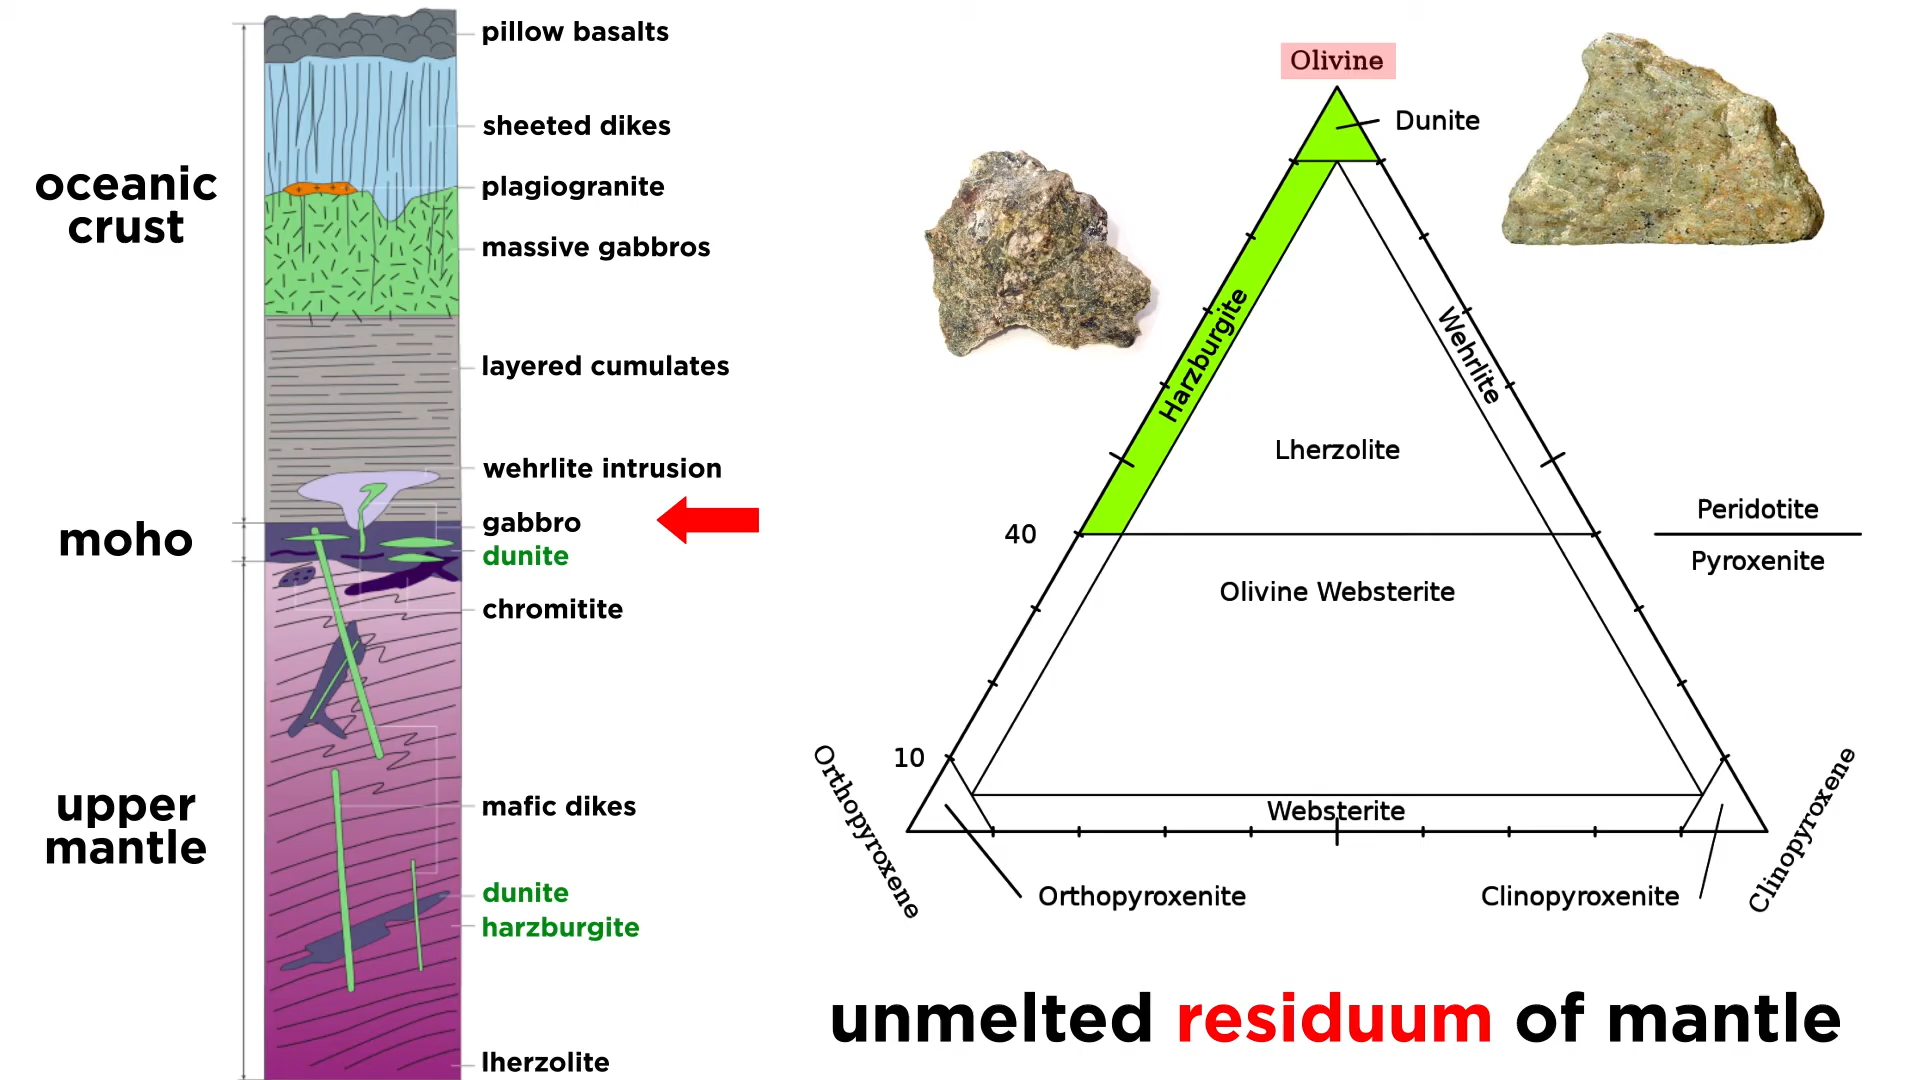 oceanic
crust
moho
upper
mantle
pillow basalts
sheeted dikes
plagiogranite
massive gabbros
layered cumulates
wehrlite intrusion
gabbro
dunite
chromitite
mafic dikes
dunite
harzburgite
lherzolite
Olivine
Dunite
Harzburgite
Wehrlite
Lherzolite
40
Peridotite
Pyroxenite
Olivine Websterite
10
Orthopyroxene
Websterite
Clinopyroxene
Orthopyroxenite
Clinopyroxenite
unmelted residuum of mantle